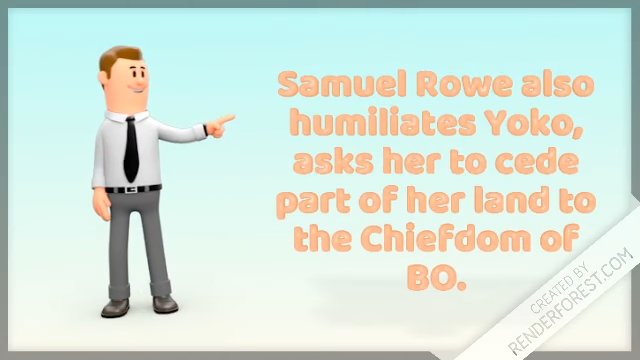 Samuel Rowe also
humiliates Yoko,
asks her to cede
part of her land to
the Chiefdom of
BO.
CREATED BY
RENDERFOREST.COM